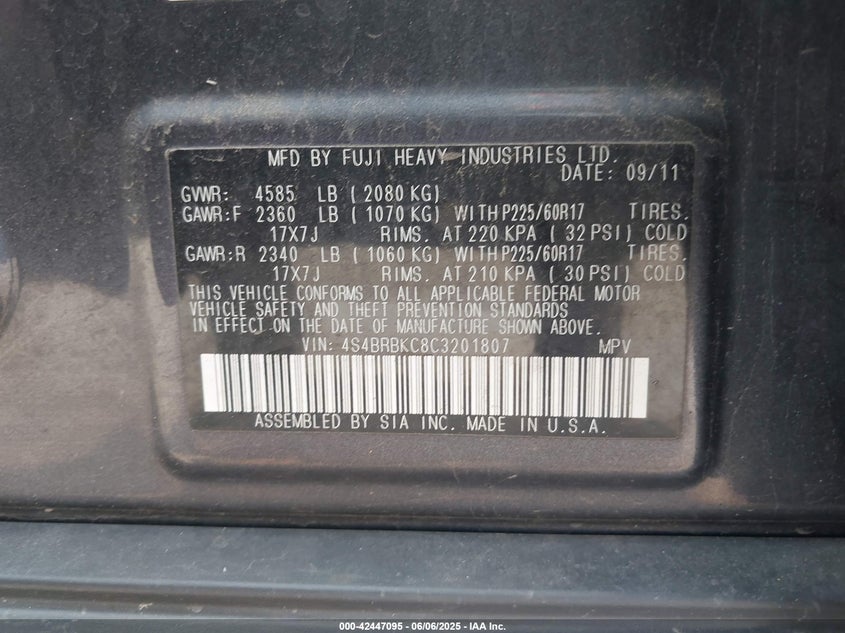 MFD BY FUJI HEAVY INDUSTRIES LTD.
DATE: 09/11
GVWR: 4585 LB ( 2080 KG)
GAWR:F 2360 LB ( 1070 KG) WITH P225/60R17 TIRES.
17X7J RIMS. AT 220 KPA ( 32 PSI) COLD
GAWR:R 2340 LB ( 1060 KG) WITH P225/60R17 TIRES.
17X7J RIMS. AT 210 KPA ( 30 PSI) COLD
THIS VEHICLE CONFORMS TO ALL APPLICABLE FEDERAL MOTOR
VEHICLE SAFETY AND THEFT PREVENTION STANDARDS
IN EFFECT ON THE DATE OF MANUFACTURE SHOWN ABOVE.
VIN: 4S4BRBKC8C3201807 MPV
ASSEMBLED BY SIA INC. MADE IN U.S.A.
000-42447095 - 06/06/2025 - IAA Inc.